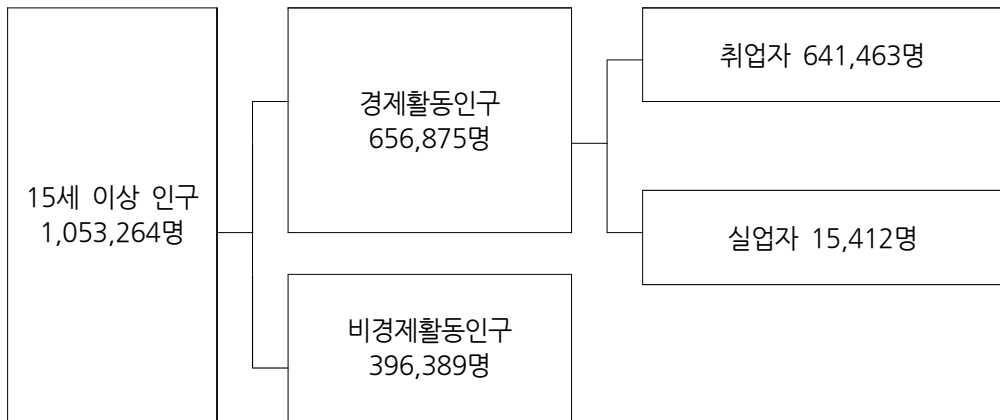 15세 이상 인구
1,053,264명
경제활동인구
656,875명
비경제활동인구
396,389명
취업자 641,463명
실업자 15,412명